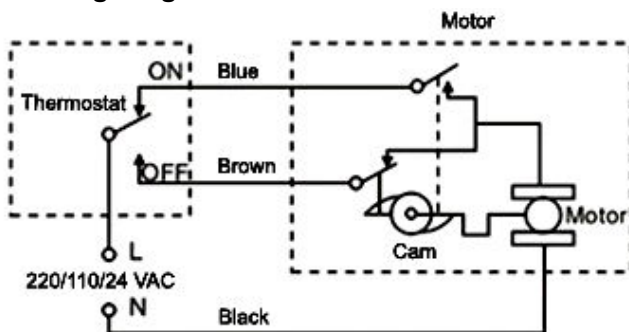 Motor
ON
Blue
Thermostat
OFF
Brown
Motor
Cam
L
220/110/24 VAC
N
Black